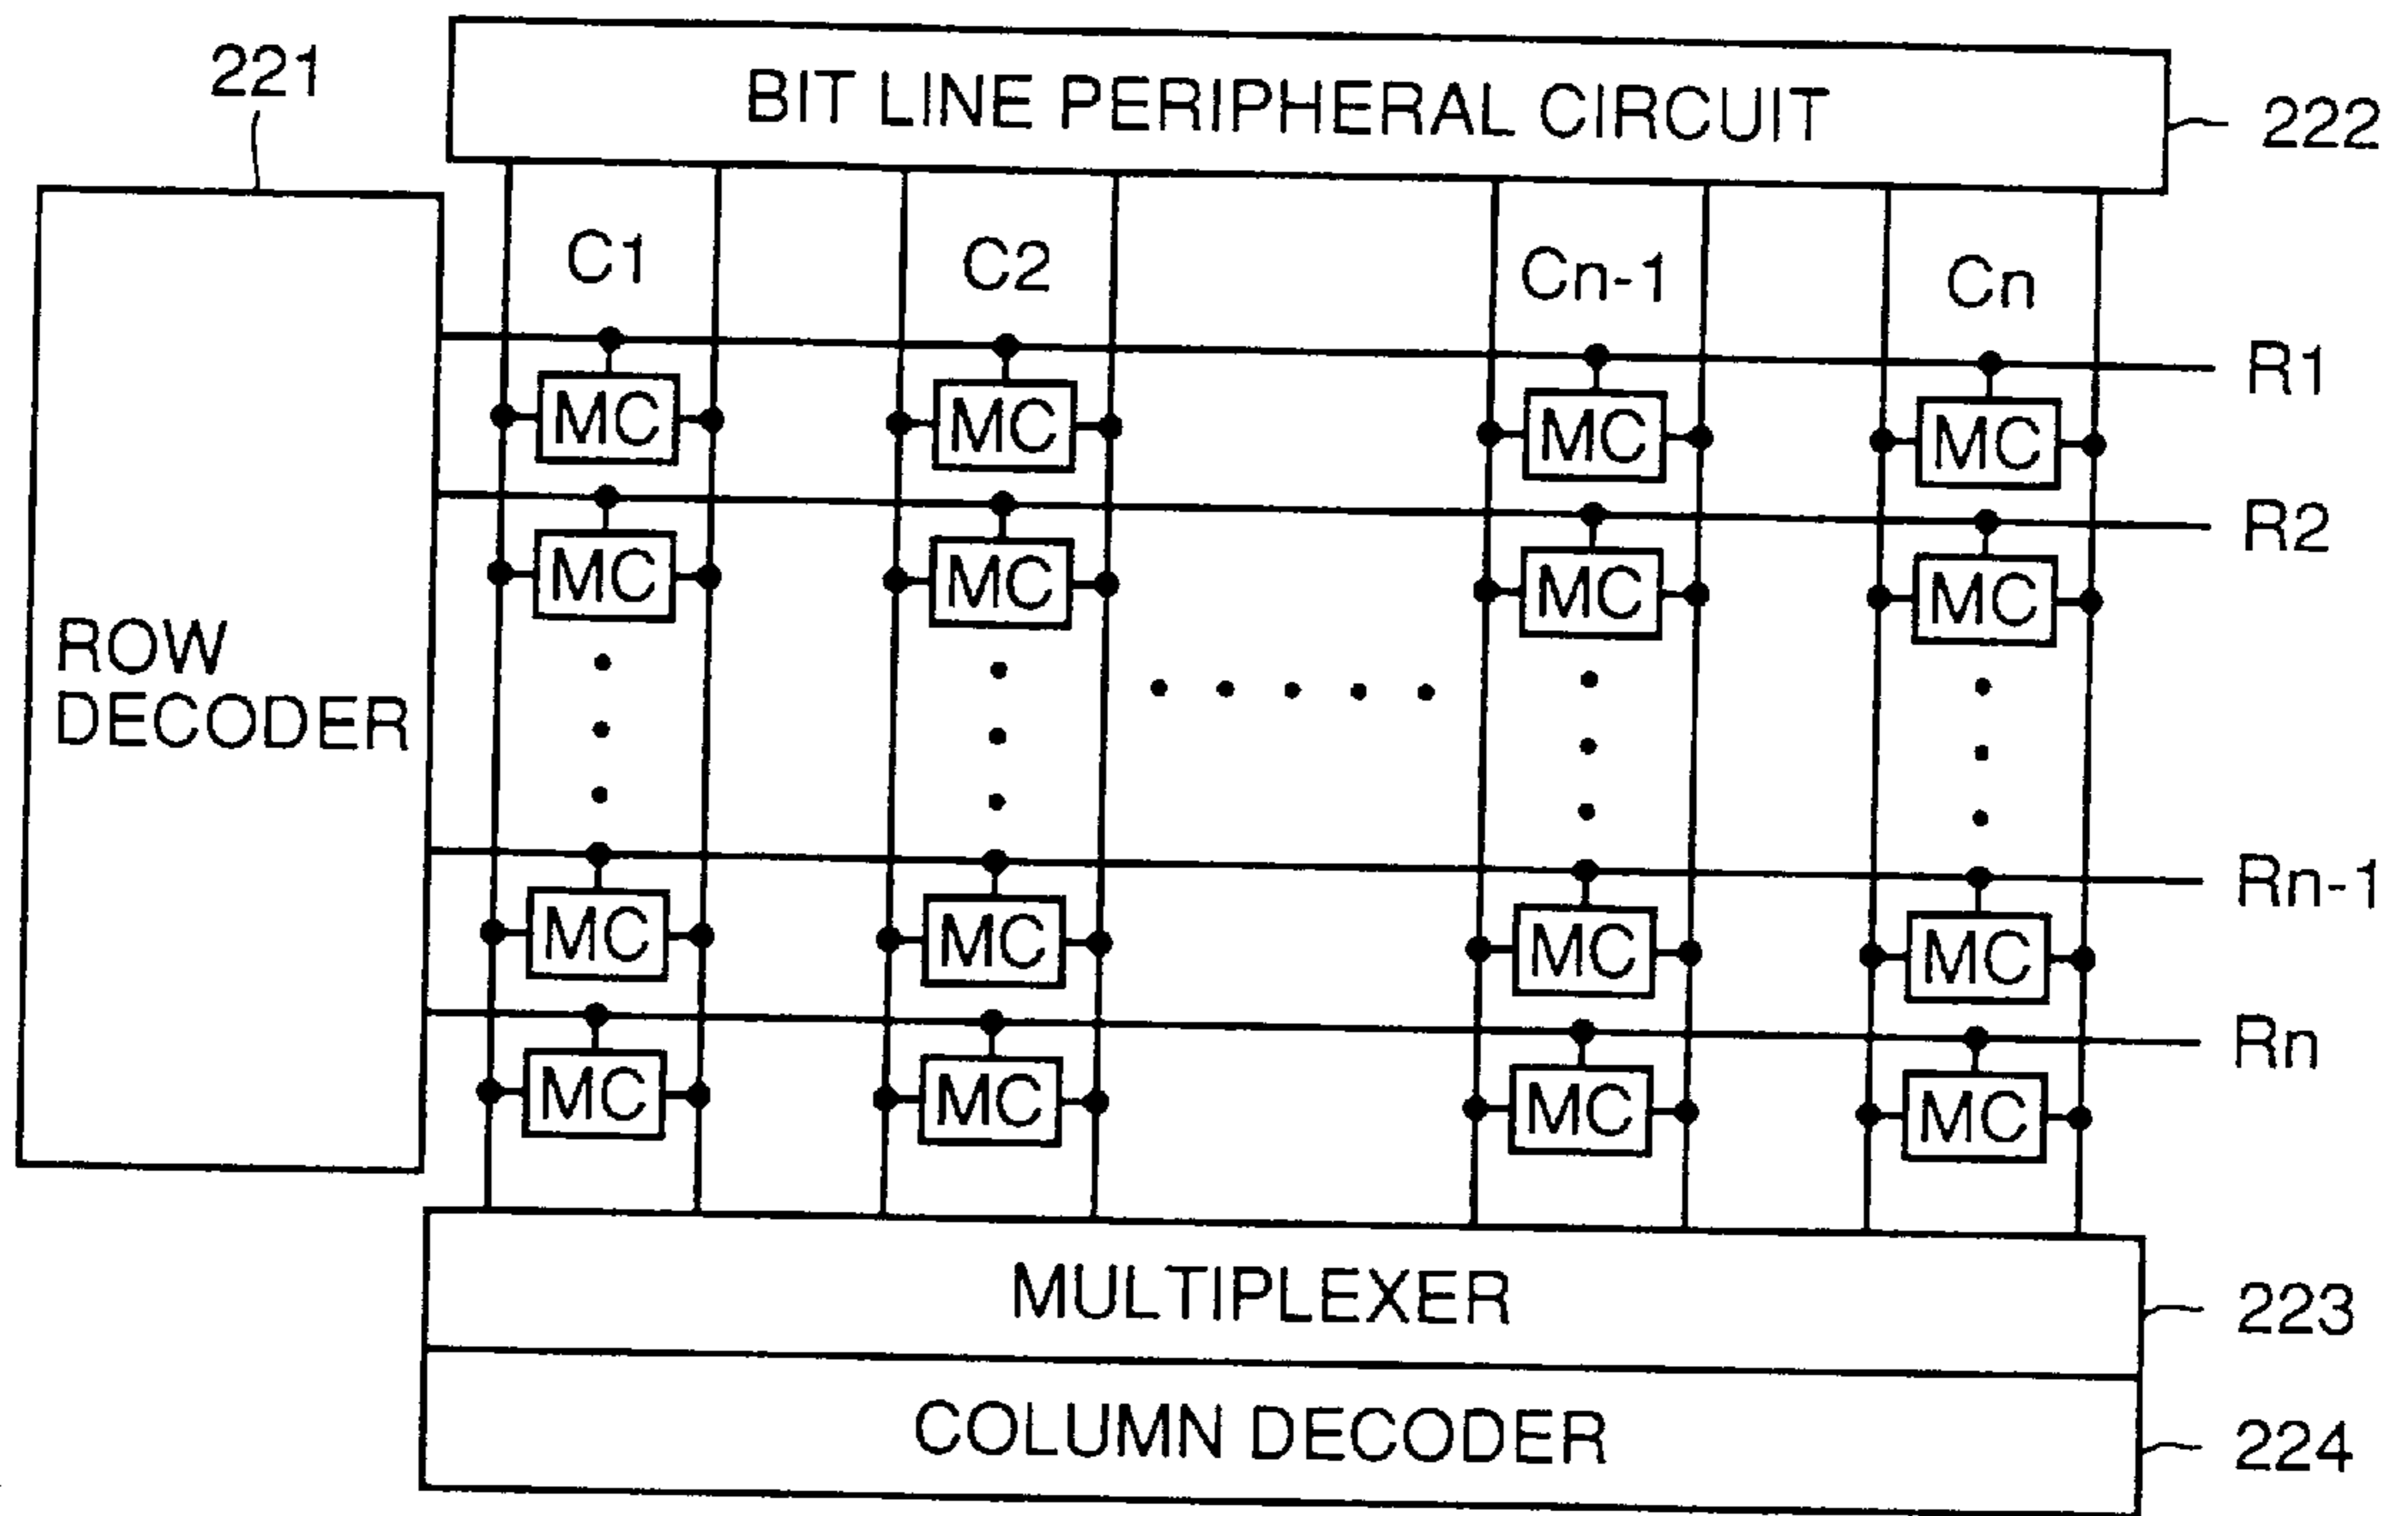 221
BIT LINE PERIPHERAL CIRCUIT
222
C1 C2 Cn-1 Cn
R1
MC MC MC MC
R2
MC MC MC MC
ROW
DECODER
Rn-1
MC MC MC MC
Rn
MC MC MC MC
MULTIPLEXER
223
COLUMN DECODER
224